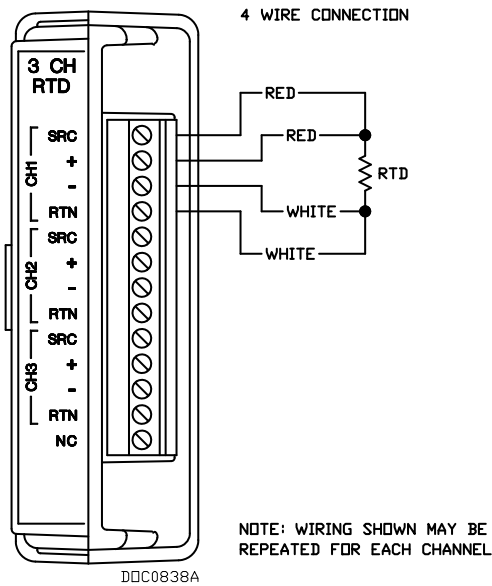 4 WIRE CONNECTION
3 CH
RTD
CH1
SRC
+
-
RTN
CH2
SRC
+
-
RTN
CH3
SRC
+
-
RTN
NC
RED
RED
RTD
WHITE
WHITE
NOTE: WIRING SHOWN MAY BE
REPEATED FOR EACH CHANNEL
DOC0838A